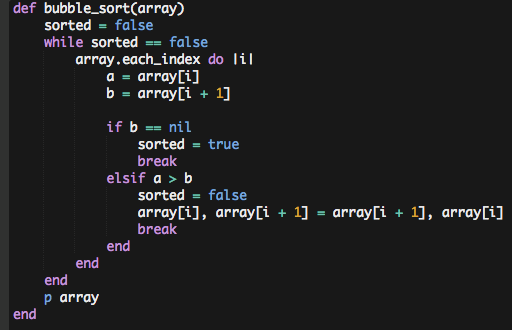 def bubble_sort(array)
    sorted = false
    while sorted == false
        array.each_index do |i|
            a = array[i]
            b = array[i + 1]

            if b == nil
                sorted = true
                break
            elsif a > b
                sorted = false
                array[i], array[i + 1] = array[i + 1], array[i]
                break
            end
        end
    end
    p array
end